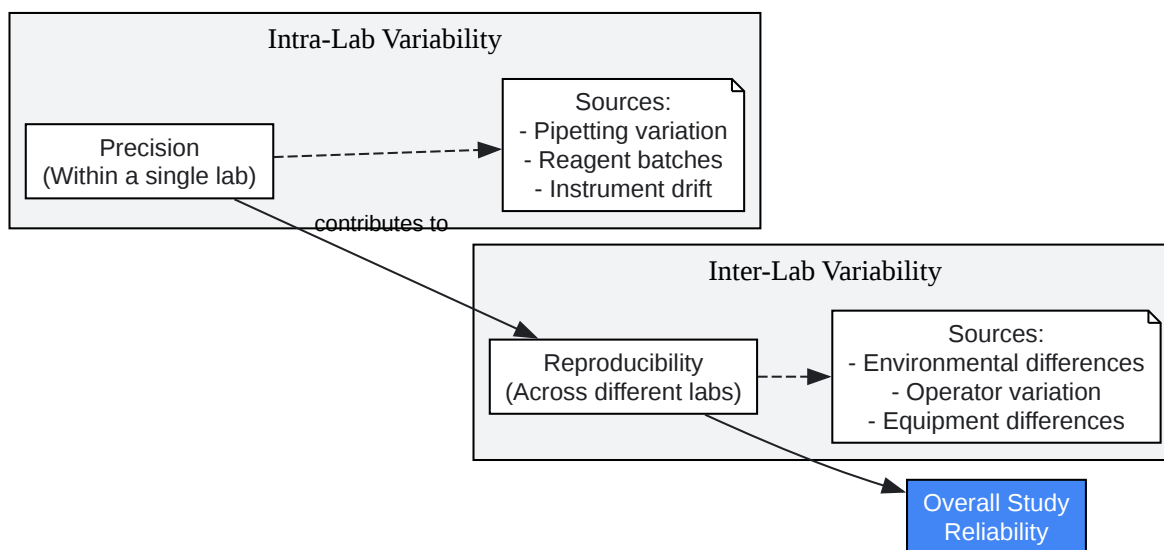 Intra-Lab Variability
Precision
(Within a single lab)
Sources:
- Pipetting variation
- Reagent batches
- Instrument drift
contributes to
Inter-Lab Variability
Reproducibility
(Across different labs)
Sources:
- Environmental differences
- Operator variation
- Equipment differences
Overall Study
Reliability